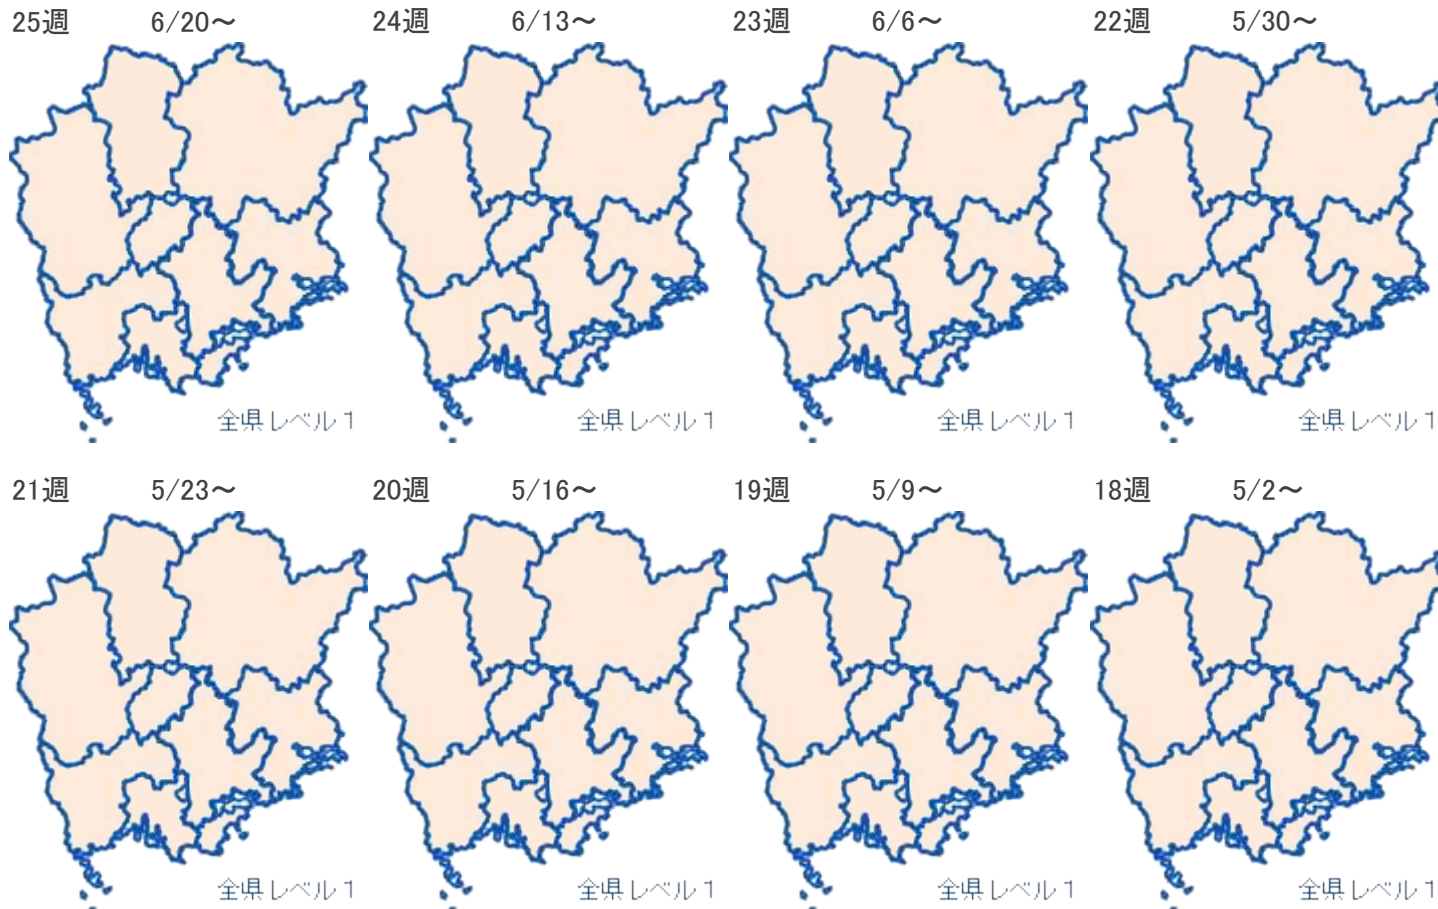 25週 6/20～
24週 6/13～
23週 6/6～
22週 5/30～
全県レベル1
全県レベル1
全県レベル1
全県レベル1
21週 5/23～
20週 5/16～
19週 5/9～
18週 5/2～
全県レベル1
全県レベル1
全県レベル1
全県レベル1